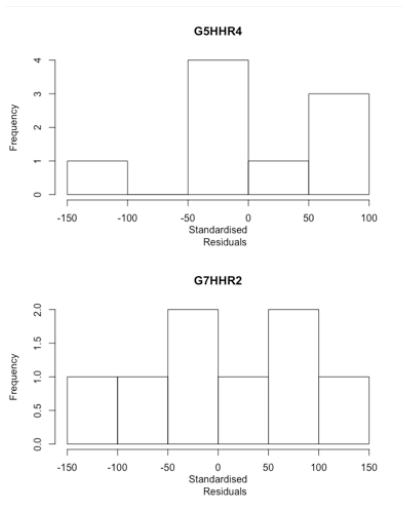 G5HHR4
4
3
2
1
0
Frequency
-150 -100 -50 0 50 100
Standardised
Residuals
G7HHR2
2.0
1.5
1.0
0.5
0.0
Frequency
-150 -100 -50 0 50 100 150
Standardised
Residuals